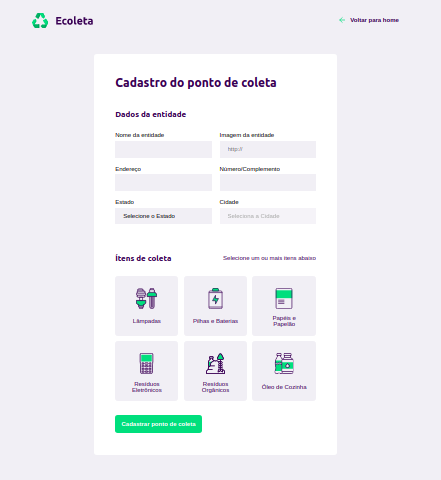 Ecoleta
Voltar para home
Cadastro do ponto de coleta
Dados da entidade
Nome da entidade
Imagem da entidade
http://
Endereço
Número/Complemento
Estado
Cidade
Selecione o Estado
Selecione a Cidade
Ítens de coleta
Selecione um ou mais itens abaixo
Lâmpadas
Pilhas e Baterias
Papéis e
Papelão
Resíduos
Eletrônicos
Resíduos
Orgânicos
Óleo de Cozinha
Cadastrar ponto de coleta